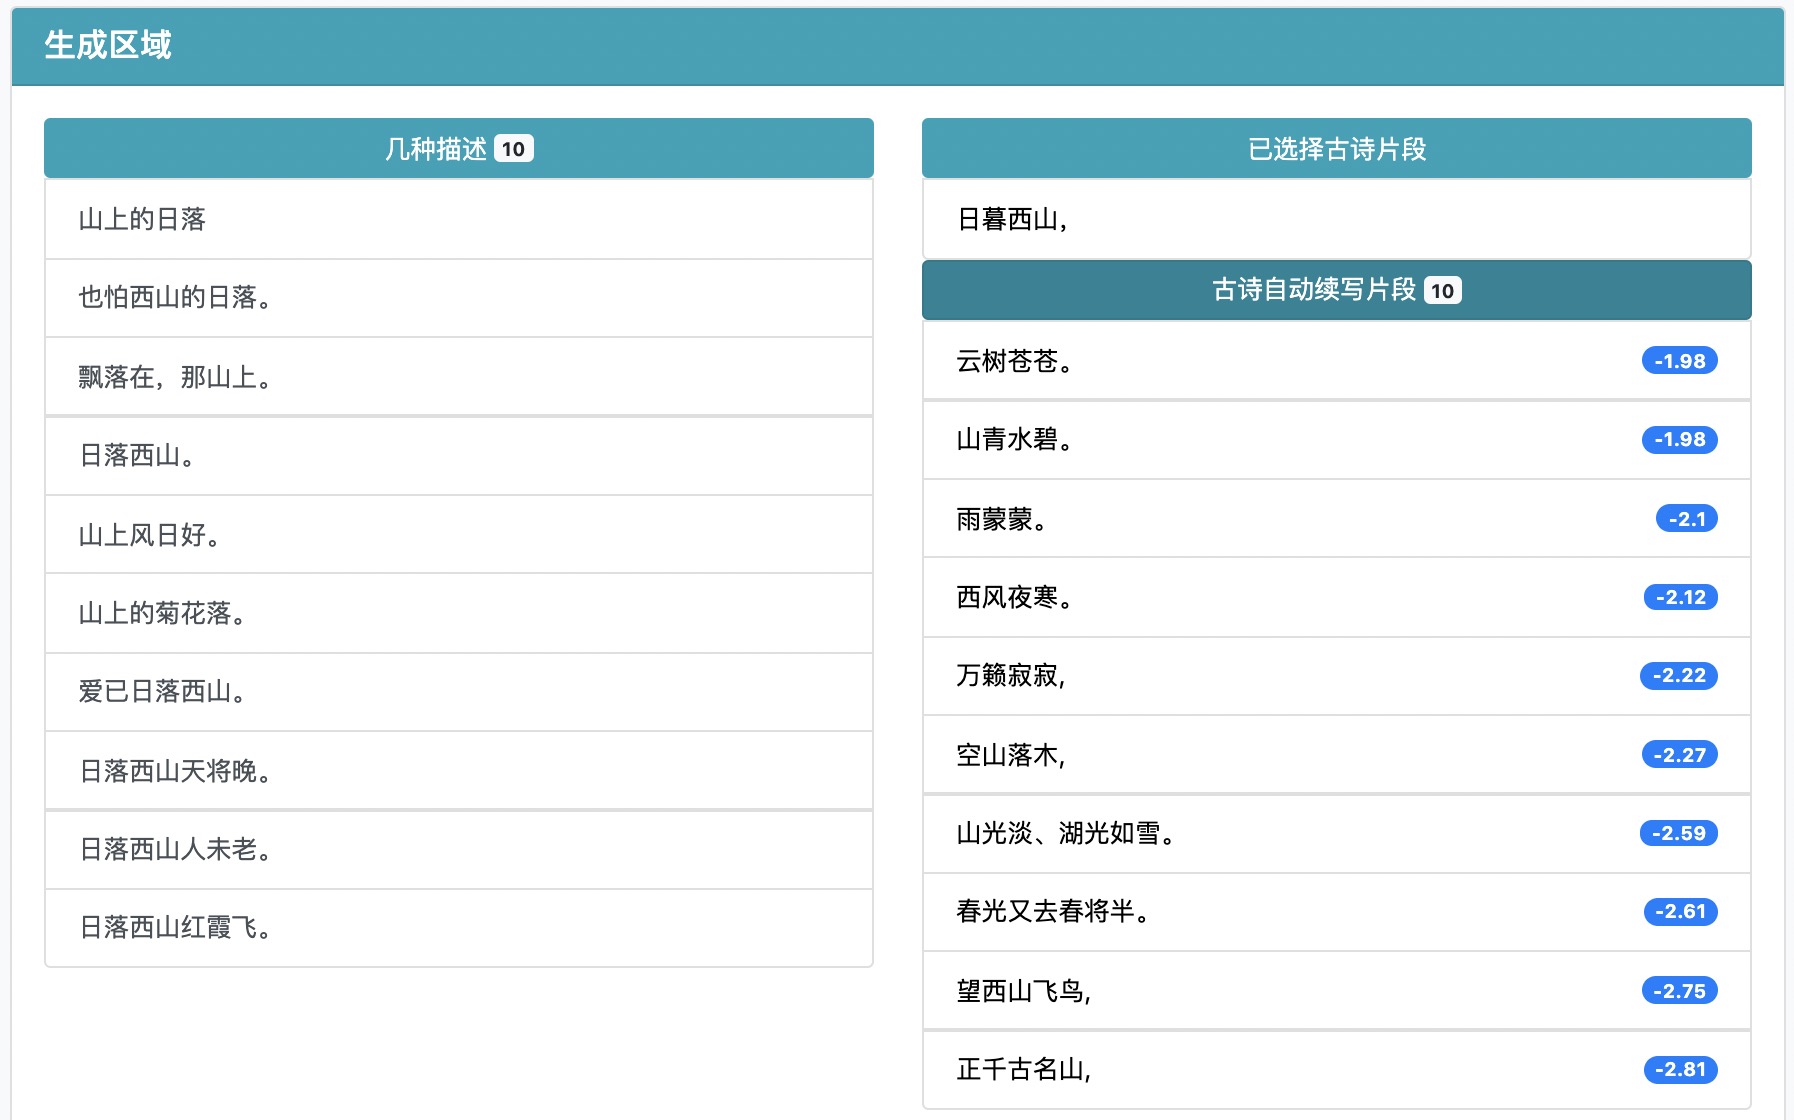 生成区域
几种描述 10
山上的日落
也怕西山的日落。
飘落在，那山上。
日落西山。
山上风日好。
山上的菊花落。
爱已日落西山。
日落西山天将晚。
日落西山人未老。
日落西山红霞飞。
已选择古诗片段
日暮西山,
古诗自动续写片段 10
云树苍苍。 -1.98
山青水碧。 -1.98
雨蒙蒙。 -2.1
西风夜寒。 -2.12
万籁寂寂, -2.22
空山落木, -2.27
山光淡、湖光如雪。 -2.59
春光又去春将半。 -2.61
望西山飞鸟, -2.75
正千古名山, -2.81